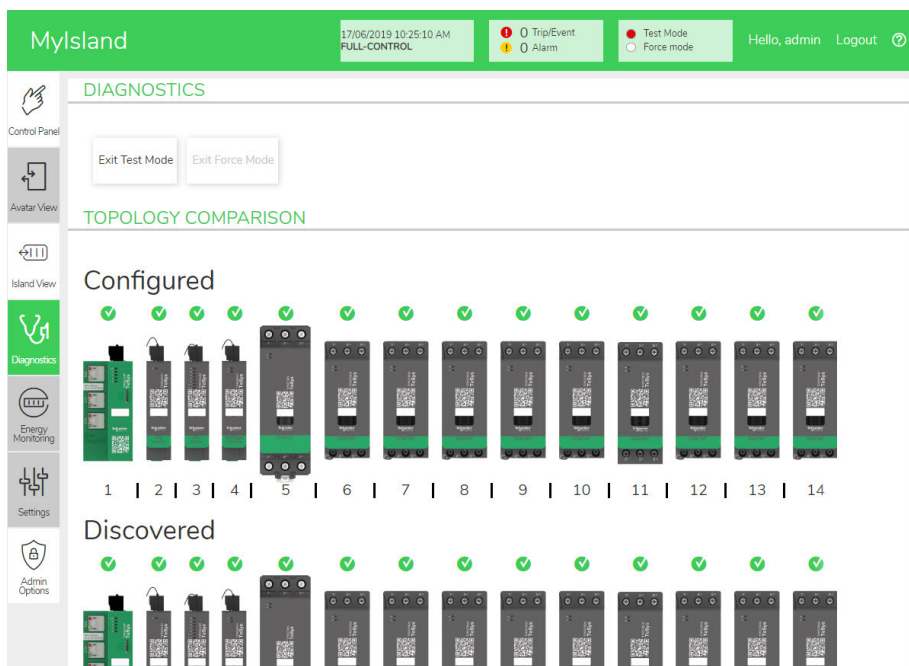 MyIsland
17/06/2019 10:25:10 AM
FULL-CONTROL
0 Trip/Event
0 Alarm
Test Mode
Force mode
Hello, admin
Logout
Control Panel
Avatar View
Island View
Diagnostics
Energy
Monitoring
Settings
Admin
Options
DIAGNOSTICS
Exit Test Mode
Exit Force Mode
TOPOLOGY COMPARISON
Configured
1 | 2 | 3 | 4 | 5 | 6 | 7 | 8 | 9 | 10 | 11 | 12 | 13 | 14
Discovered